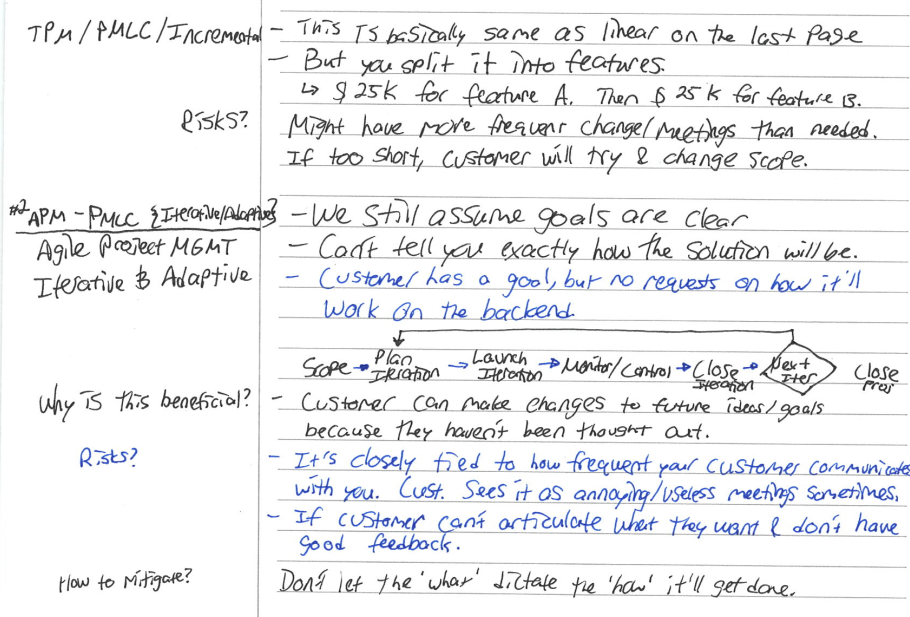 TPM/PMLC/Incremental - This is basically same as linear on the last page
- But you split it into features.
↳ $25K for feature A. Then $25K for feature B.
Risks? Might have more frequent change/meetings than needed.
If too short, customer will try & change scope.
#2 APM - PMLC {Iterative/Adaptive} - We still assume goals are clear
Agile Project MGMT - Can't tell you exactly how the solution will be.
Iterative & Adaptive - Customer has a goal, but no requests on how it'll
work on the backend.
Scope → Plan Iteration → Launch Iteration → Monitor/Control → Close Iteration → Next Iter Close Proj
Why is this beneficial? - Customer can make changes to future ideas/goals
because they haven't been thought out.
Risks? - It's closely tied to how frequent your customer communicates
with you. Cust. sees it as annoying/useless meetings sometimes.
- If customer can't articulate what they want & don't have
good feedback.
How to Mitigate? Don't let the 'what' dictate the 'how' it'll get done.